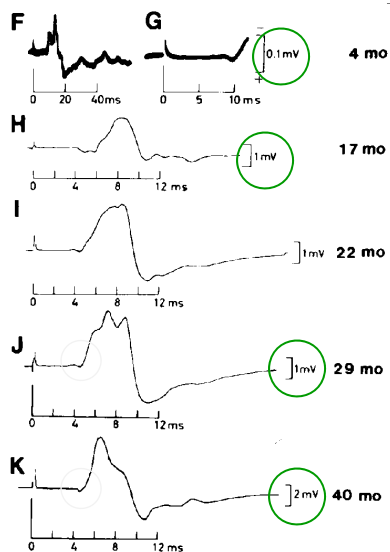 F G
−
0.1mV 4 mo
+
0 20 40ms 0 5 10 ms
H
1mV 17 mo
0 4 8 12 ms
I
1mV 22 mo
0 4 8 12 ms
J
1mV 29 mo
0 4 8 12ms
K
2mV 40 mo
0 4 8 12 ms